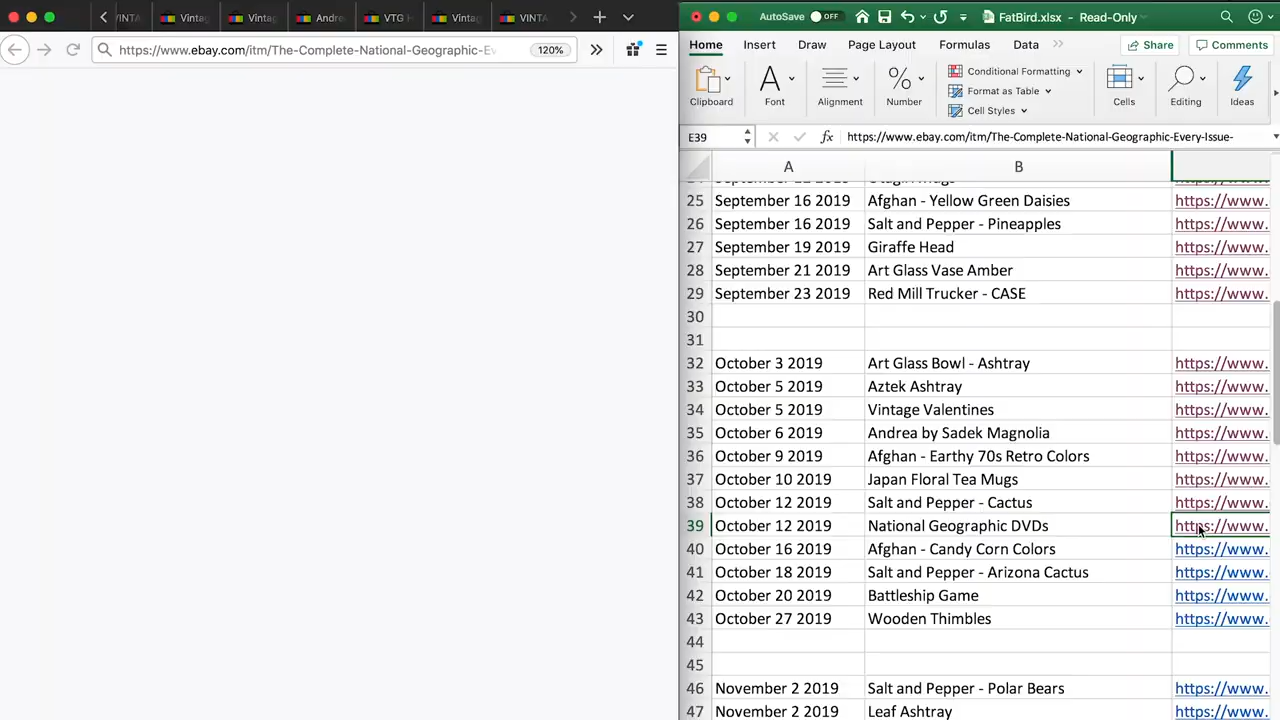 'INTA
Vintag
Vintag
Andre
VTG H
Vintag
VINTA
https://www.ebay.com/itm/The-Complete-National-Geographic-Ev
120%
AutoSave OFF
FatBird.xlsx - Read-Only
Home Insert Draw Page Layout Formulas Data
Share Comments
Clipboard
Font
Alignment
Number
Conditional Formatting
Format as Table
Cell Styles
Cells
Editing
Ideas
E39
fx
https://www.ebay.com/itm/The-Complete-National-Geographic-Every-Issue-
A B
25 September 16 2019 Afghan - Yellow Green Daisies https://www.
26 September 16 2019 Salt and Pepper - Pineapples https://www.
27 September 19 2019 Giraffe Head https://www.
28 September 21 2019 Art Glass Vase Amber https://www.
29 September 23 2019 Red Mill Trucker - CASE https://www.
30
31
32 October 3 2019 Art Glass Bowl - Ashtray https://www.
33 October 5 2019 Aztek Ashtray https://www.
34 October 5 2019 Vintage Valentines https://www.
35 October 6 2019 Andrea by Sadek Magnolia https://www.
36 October 9 2019 Afghan - Earthy 70s Retro Colors https://www.
37 October 10 2019 Japan Floral Tea Mugs https://www.
38 October 12 2019 Salt and Pepper - Cactus https://www.
39 October 12 2019 National Geographic DVDs https://www.
40 October 16 2019 Afghan - Candy Corn Colors https://www.
41 October 18 2019 Salt and Pepper - Arizona Cactus https://www.
42 October 20 2019 Battleship Game https://www.
43 October 27 2019 Wooden Thimbles https://www.
44
45
46 November 2 2019 Salt and Pepper - Polar Bears https://www.
47 November 2 2019 Leaf Ashtray https://www.